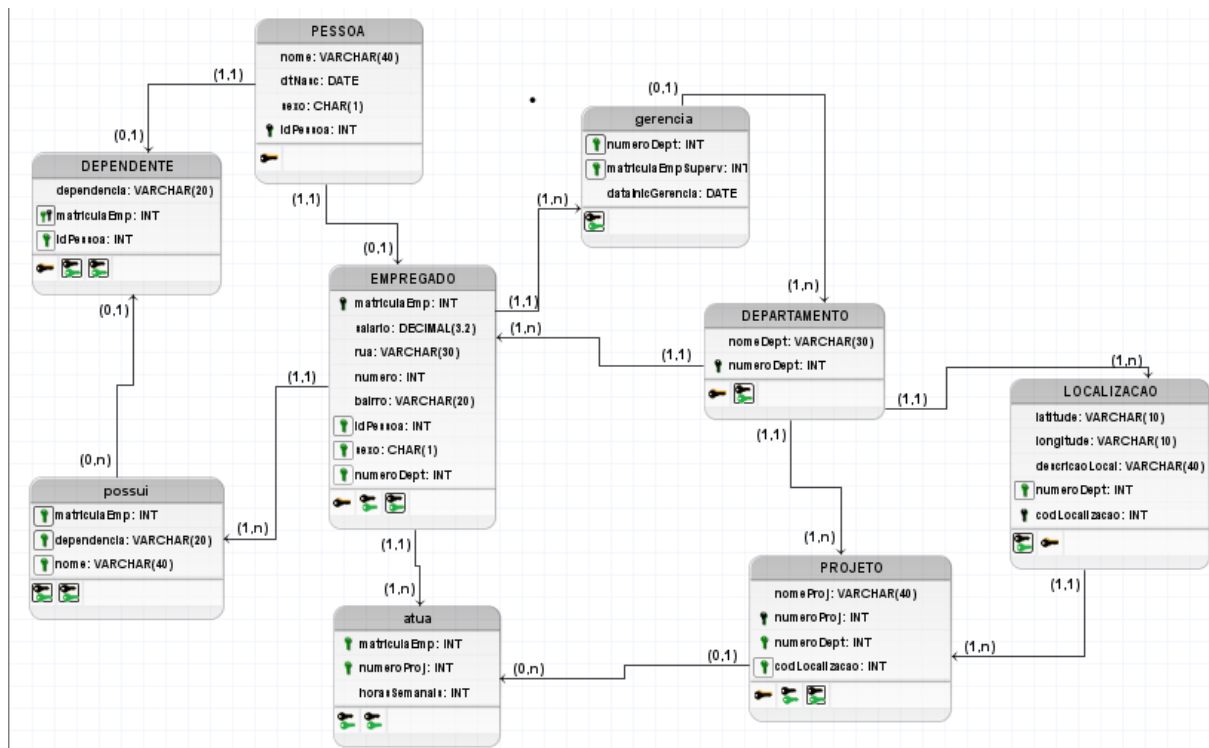 PESSOA
nome: VARCHAR(40)
dtNasc: DATE
sexo: CHAR(1)
idPessoa: INT
(1,1)
(0,1)
(1,1)
(0,1)
DEPENDENTE
dependencia: VARCHAR(20)
matriculaEmp: INT
idPessoa: INT
(0,1)
(0,1)
gerencia
numeroDept: INT
matriculaEmpSuperv: INT
dataInicGerencia: DATE
(1,n)
(1,1)
(1,n)
EMPREGADO
matriculaEmp: INT
salario: DECIMAL(3.2)
rua: VARCHAR(30)
numero: INT
bairro: VARCHAR(20)
idPessoa: INT
sexo: CHAR(1)
numeroDept: INT
(1,n)
(1,1)
DEPARTAMENTO
nomeDept: VARCHAR(30)
numeroDept: INT
(1,1)
(1,n)
(1,1)
LOCALIZACAO
latitude: VARCHAR(10)
longitude: VARCHAR(10)
descricaoLocal: VARCHAR(40)
numeroDept: INT
codLocalizacao: INT
(1,1)
(1,1)
(0,n)
possui
matriculaEmp: INT
dependencia: VARCHAR(20)
nome: VARCHAR(40)
(1,n)
(1,1)
(1,n)
atua
matriculaEmp: INT
numeroProj: INT
horasSemanais: INT
(0,n)
(0,1)
(1,n)
PROJETO
nomeProj: VARCHAR(40)
numeroProj: INT
numeroDept: INT
codLocalizacao: INT
(1,n)